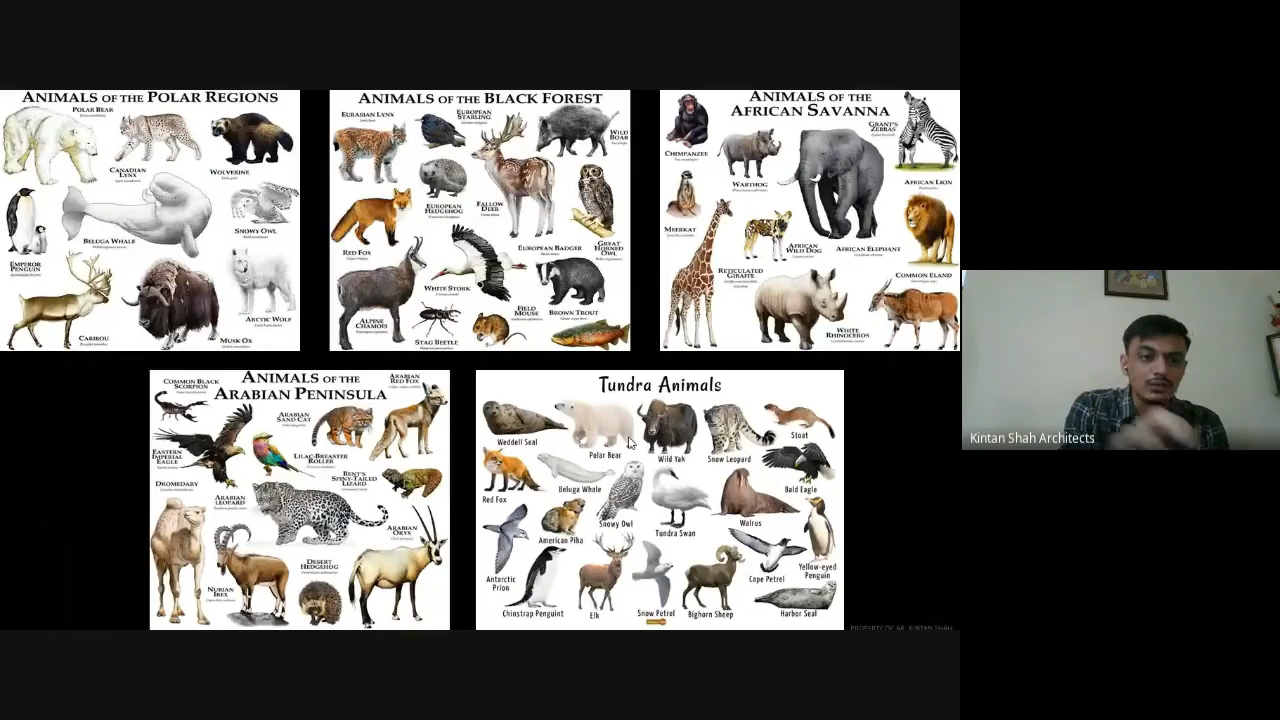 ANIMALS OF THE POLAR REGIONS
POLAR BEAR
CANADIAN
LYNX
WOLVERINE
BELUGA WHALE
SNOWY OWL
EMPEROR
PENGUIN
CARIBOU
MUSK OX
ARCTIC WOLF
ANIMALS OF THE BLACK FOREST
EURASIAN LYNX
EUROPEAN
STARLING
WILD
BOAR
EUROPEAN
HEDGEHOG
FALLOW
DEER
GREAT
HORNED
OWL
RED FOX
WHITE STORK
EUROPEAN BADGER
ALPINE
CHAMOIS
STAG BEETLE
FIELD
MOUSE
BROWN TROUT
ANIMALS OF THE
AFRICAN SAVANNA
CHIMPANZEE
WARTHOG
GRANT'S
ZEBRAS
AFRICAN LION
MEERKAT
AFRICAN
WILD DOG
AFRICAN ELEPHANT
RETICULATED
GIRAFFE
WHITE
RHINOCEROS
COMMON ELAND
ANIMALS OF THE
ARABIAN PENINSULA
COMMON BLACK
SCORPION
ARABIAN
SAND CAT
ARABIAN
RED FOX
EASTERN
IMPERIAL
EAGLE
LILAC-BREASTED
ROLLER
BENT'S
SPINY-TAILED
LIZARD
DROMEDARY
ARABIAN
LEOPARD
ARABIAN
ORYX
NUBIAN
IBEX
DESERT
HEDGEHOG
Tundra Animals
Weddell Seal
Polar Bear
Wild Yak
Snow Leopard
Stoat
Red Fox
Beluga Whale
Snowy Owl
Tundra Swan
Walrus
Bald Eagle
American Pika
Antarctic
Prion
Chinstrap Penguint
Elk
Snow Petrel
Bighorn Sheep
Cape Petrel
Yellow-eyed
Penguin
Harbor Seal
PROPERTY OF AR. KINTAN SHAH
Kintan Shah Architects